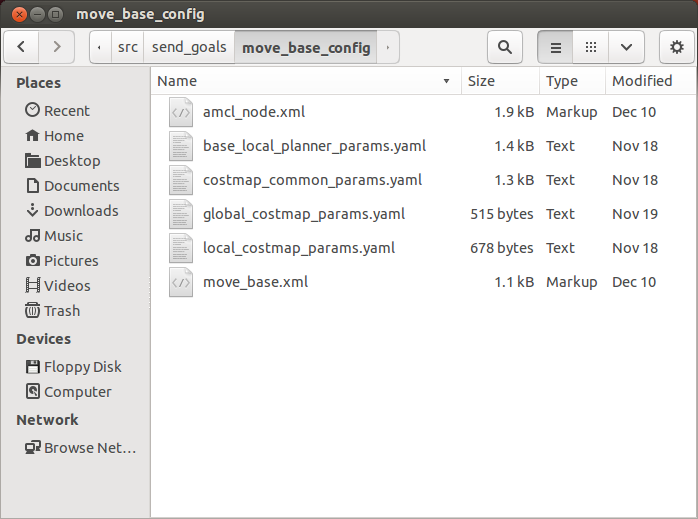 move_base_config
src send_goals move_base_config
Places
Recent
Home
Desktop
Documents
Downloads
Music
Pictures
Videos
Trash
Devices
Floppy Disk
Computer
Network
Browse Net...
Name Size Type Modified
amcl_node.xml 1.9 kB Markup Dec 10
base_local_planner_params.yaml 1.4 kB Text Nov 18
costmap_common_params.yaml 1.3 kB Text Nov 18
global_costmap_params.yaml 515 bytes Text Nov 19
local_costmap_params.yaml 678 bytes Text Nov 18
move_base.xml 1.1 kB Markup Dec 10